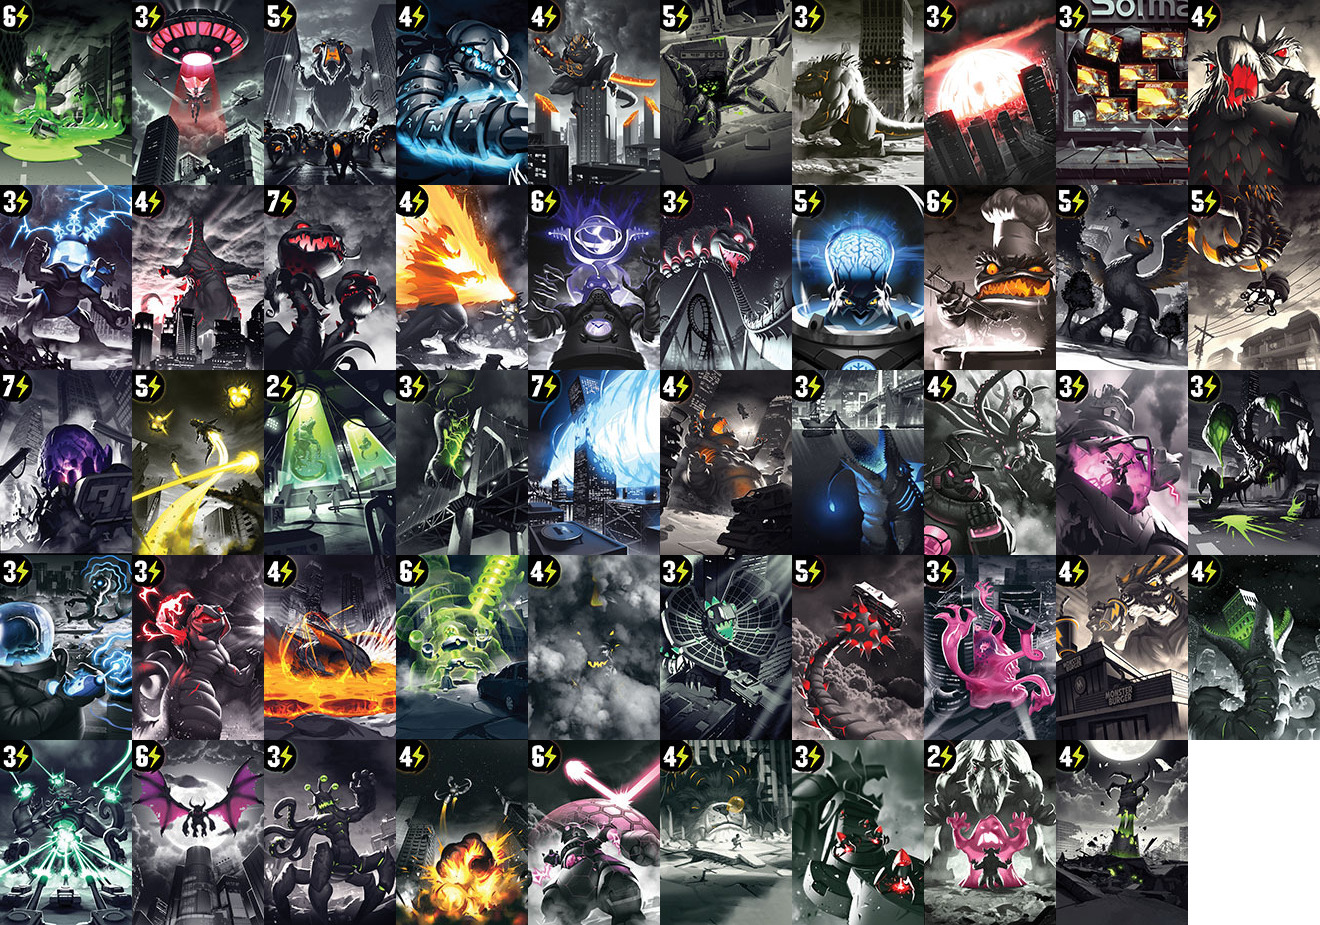 6 3 5 4 4 5 3 3 3 4
3 4 7 4 6 3 5 6 5 5
7 5 2 3 7 4 3 4 3 3
3 3 4 6 4 3 5 3 4 4
MONSTER
BURGER
3 6 3 4 6 4 3 2 4